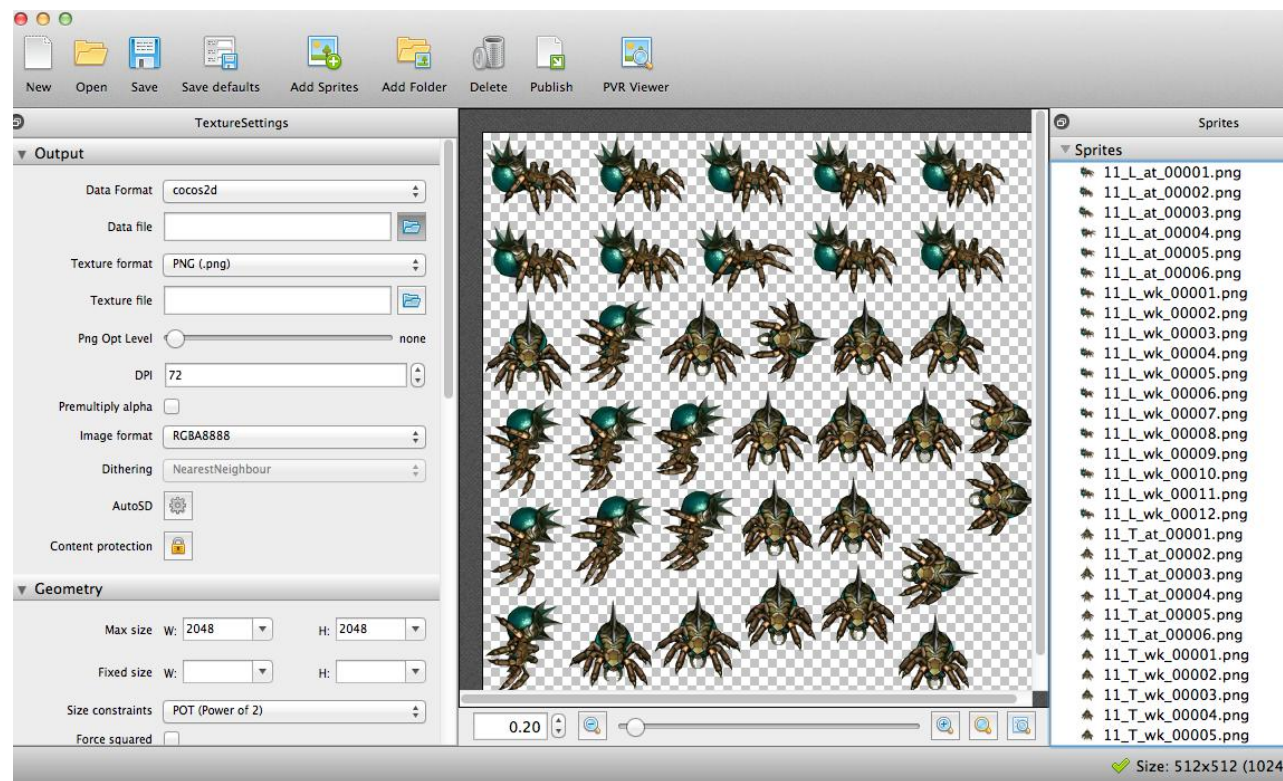 New Open Save Save defaults Add Sprites Add Folder Delete Publish PVR Viewer
TextureSettings
Output
Data Format cocos2d
Data file
Texture format PNG (.png)
Texture file
Png Opt Level none
DPI 72
Premultiply alpha
Image format RGBA8888
Dithering NearestNeighbour
AutoSD
Content protection
Geometry
Max size W: 2048 H: 2048
Fixed size W: H:
Size constraints POT (Power of 2)
Force squared
0.20
Sprites
Sprites
11_L_at_00001.png
11_L_at_00002.png
11_L_at_00003.png
11_L_at_00004.png
11_L_at_00005.png
11_L_at_00006.png
11_L_wk_00001.png
11_L_wk_00002.png
11_L_wk_00003.png
11_L_wk_00004.png
11_L_wk_00005.png
11_L_wk_00006.png
11_L_wk_00007.png
11_L_wk_00008.png
11_L_wk_00009.png
11_L_wk_00010.png
11_L_wk_00011.png
11_L_wk_00012.png
11_T_at_00001.png
11_T_at_00002.png
11_T_at_00003.png
11_T_at_00004.png
11_T_at_00005.png
11_T_at_00006.png
11_T_wk_00001.png
11_T_wk_00002.png
11_T_wk_00003.png
11_T_wk_00004.png
11_T_wk_00005.png
Size: 512x512 (1024